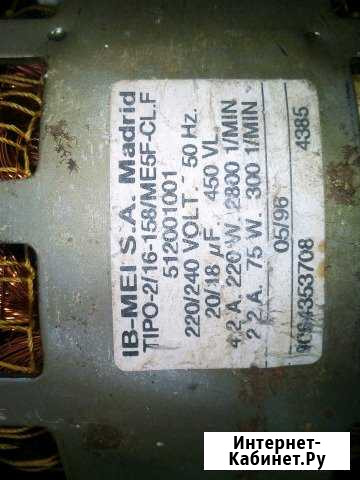 IB-MEI S.A. Madrid
TIPO-2/16-158/ME5F-CL.F
512001001
220/240 VOLT. 50 Hz.
20/18 µF. 450 VL.
4,2 A. 220 W. 2800 1/MIN
2,2 A. 75 W. 300 1/MIN
05/96 4385
4353708
Интернет-
Кабинет.Ру